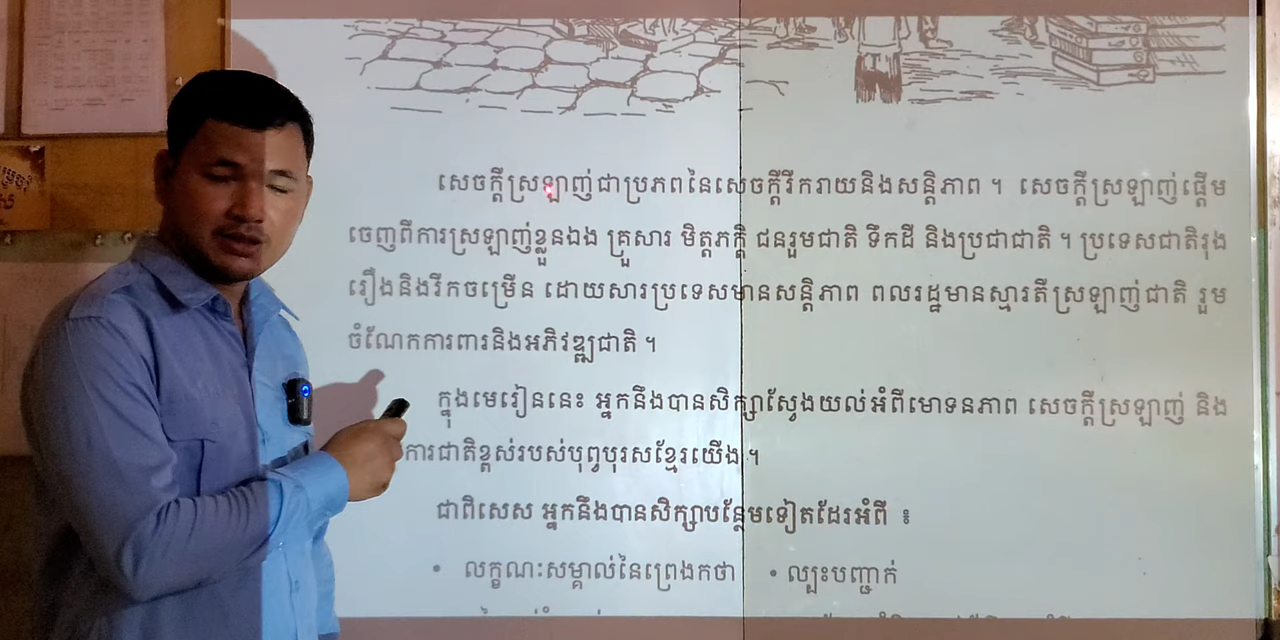 សេចក្ដីស្រឡាញ់ជាប្រភពនៃសេចក្ដីរីករាយនិងសន្តិភាព ។ សេចក្ដីស្រឡាញ់ផ្ដើម
ចេញពីការស្រឡាញ់ខ្លួនឯង គ្រួសារ មិត្តភក្ដិ ជនរួមជាតិ ទឹកដី និងប្រជាជាតិ ។ ប្រទេសជាតិរុង
រឿងនិងរីកចម្រើន ដោយសារប្រទេសមានសន្តិភាព ពលរដ្ឋមានស្មារតីស្រឡាញ់ជាតិ រួម
ចំណែកការពារនិងអភិវឌ្ឍជាតិ ។
ក្នុងមេរៀននេះ អ្នកនឹងបានសិក្សាស្វែងយល់អំពីមោទនភាព សេចក្ដីស្រឡាញ់ និង
ការជាតិខ្ពស់របស់បុព្វបុរសខ្មែរយើង ។
ជាពិសេស អ្នកនឹងបានសិក្សាបន្ថែមទៀតដែរអំពី ៖
• លក្ខណៈសម្គាល់នៃព្រេងកថា • ល្បះបញ្ជាក់